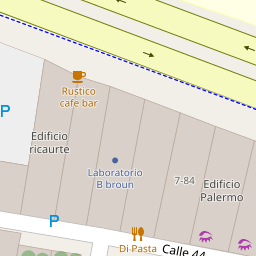 Rustico
cafe bar
P
Edificio
ricaurte
Laboratorio
B broun
7-84
Edificio
Palermo
P
Di Pasta
Calle 44